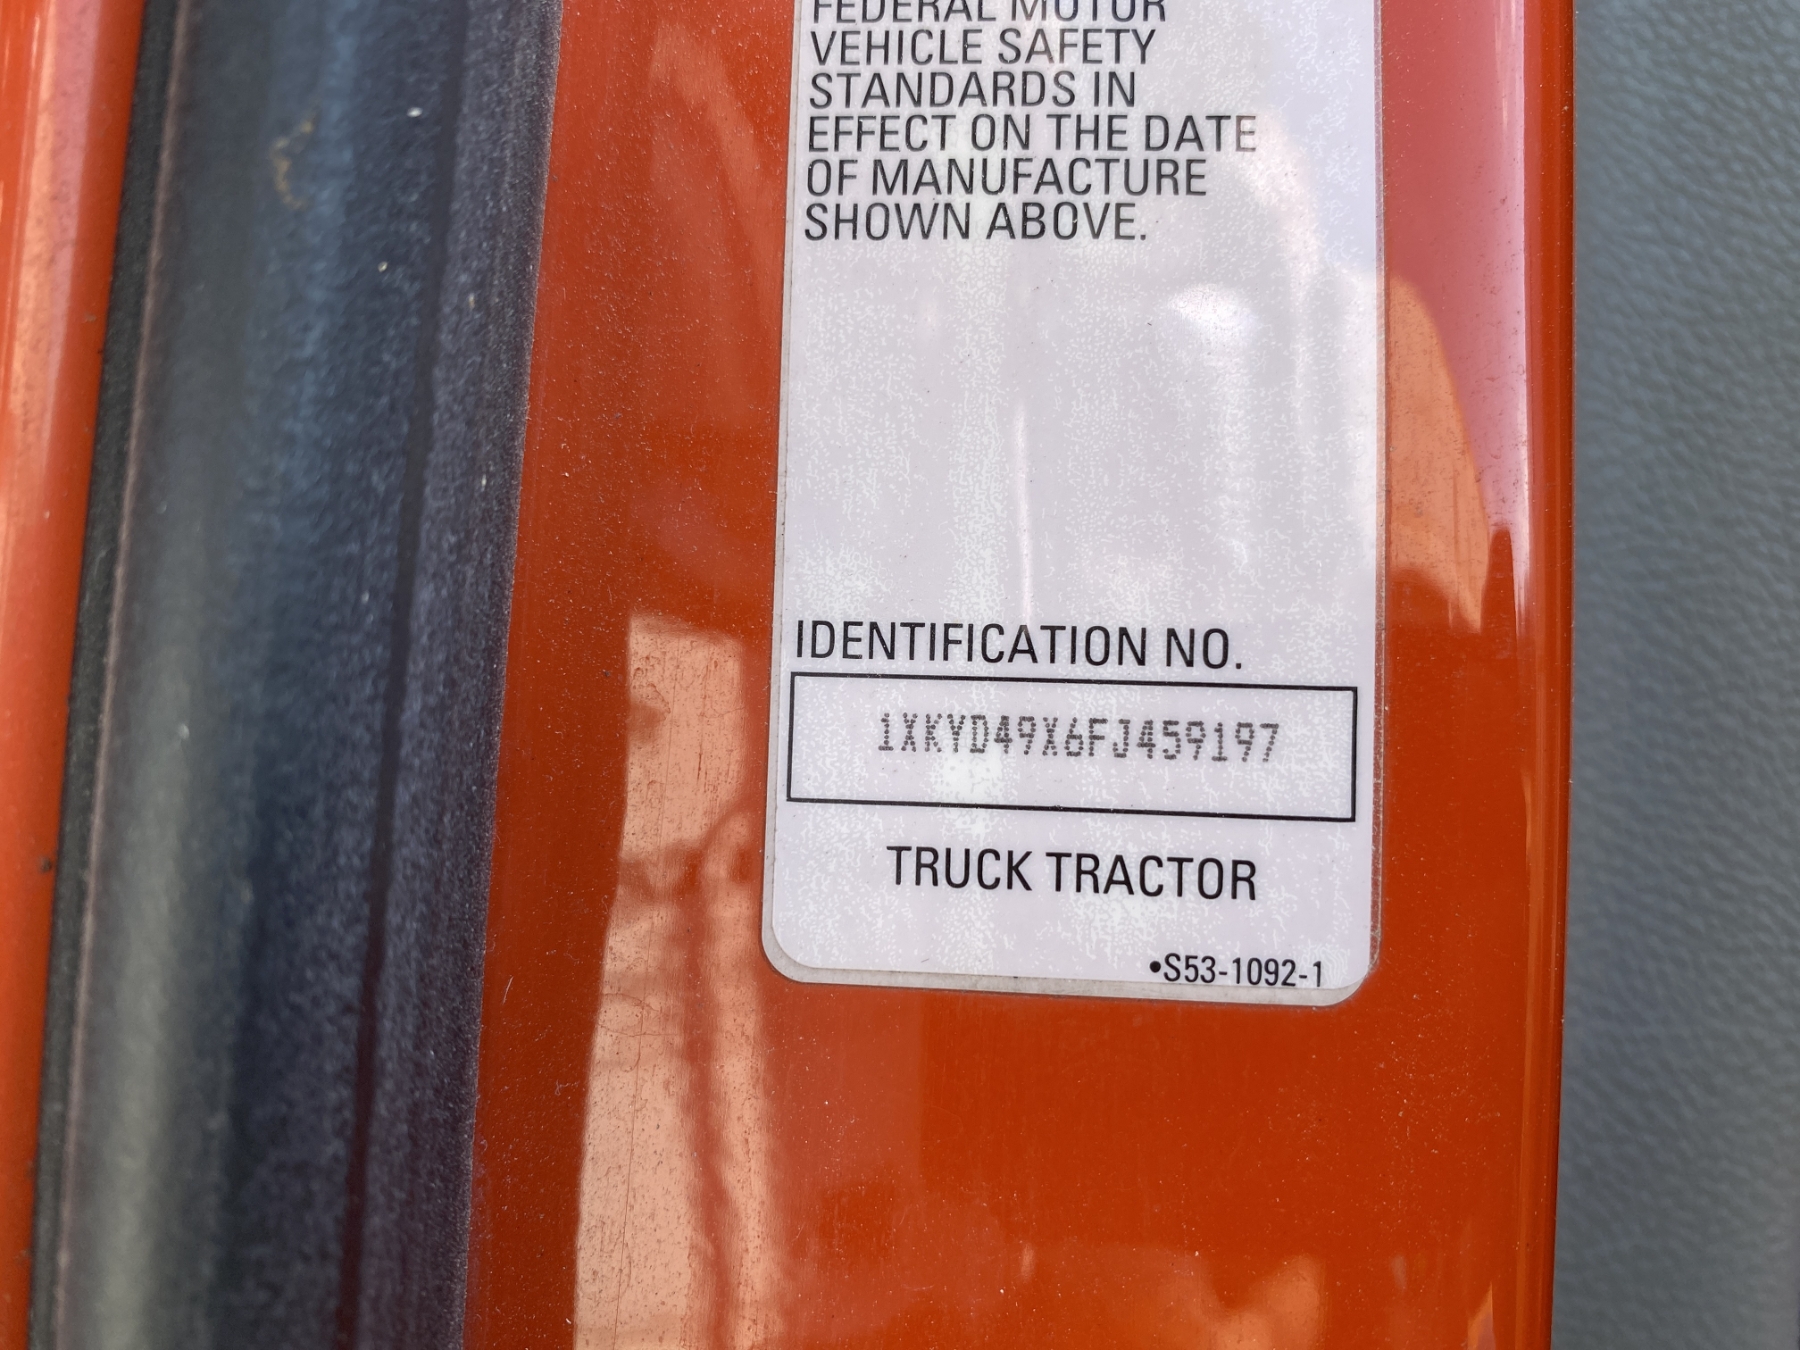 FEDERAL MOTOR
VEHICLE SAFETY
STANDARDS IN
EFFECT ON THE DATE
OF MANUFACTURE
SHOWN ABOVE.
IDENTIFICATION NO.
1XKYD49X6FJ459197
TRUCK TRACTOR
•S53-1092-1